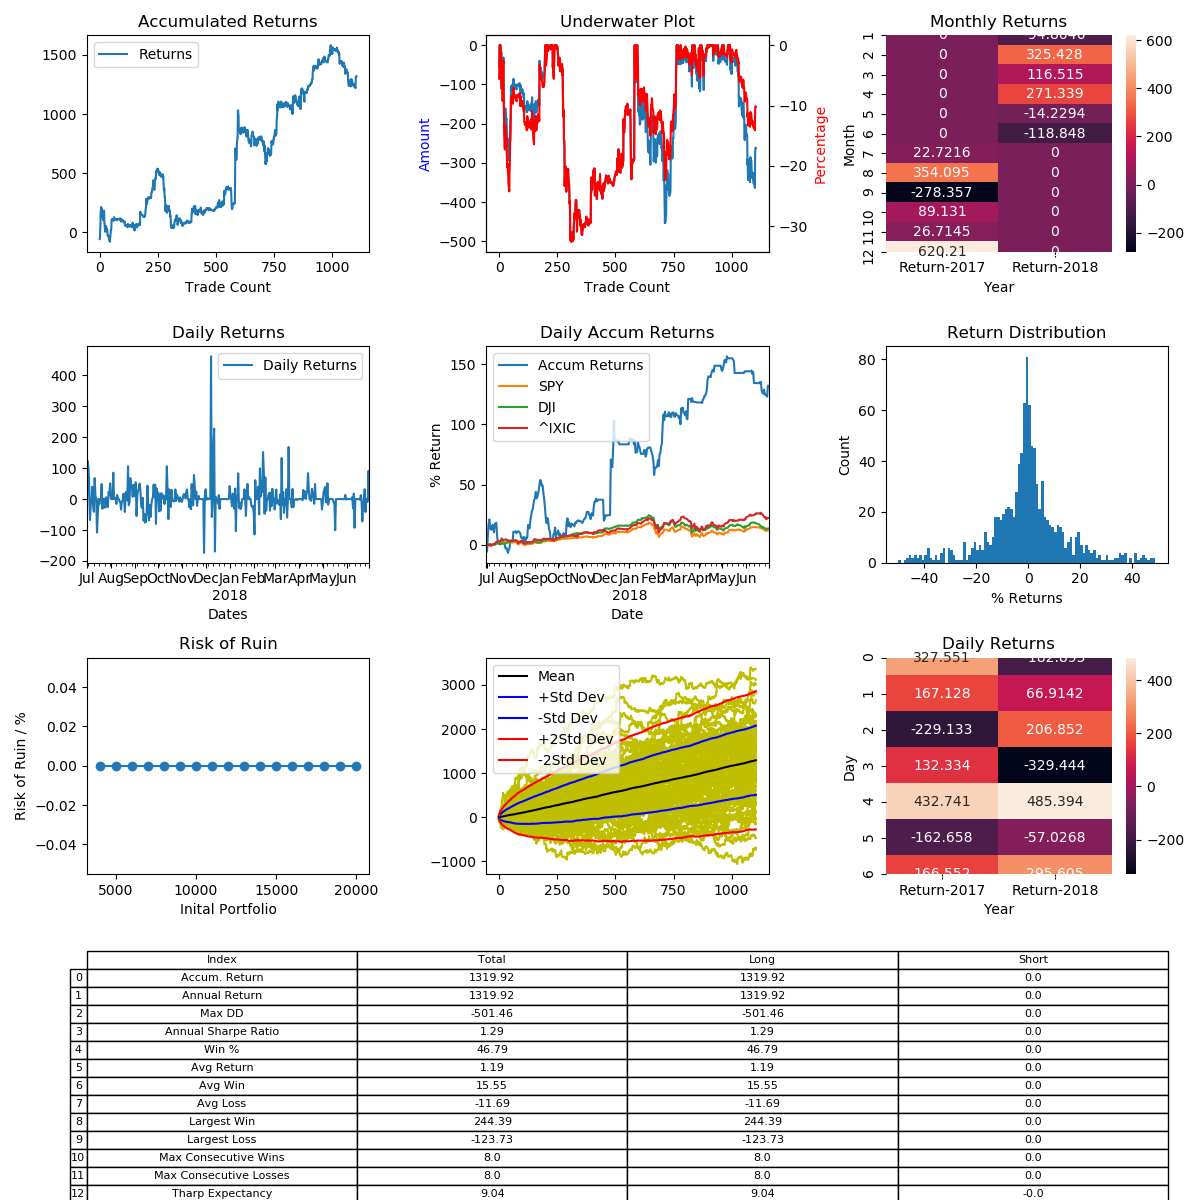 Accumulated Returns
Returns
1500
1000
500
0
0 250 500 750 1000
Trade Count
Underwater Plot
0
−100
−200
−300
−400
−500
Amount
0
−10
−20
−30
Percentage
0 250 500 750 1000
Trade Count
Monthly Returns
1 0
2 0 325.428
3 0 116.515
4 0 271.339
5 0 -14.2294
6 0 -118.848
7 22.7216 0
8 354.095 0
9 -278.357 0
10 89.131 0
11 26.7145 0
12 620.21 0
Month
Return-2017 Return-2018
Year
600
400
200
0
−200
Daily Returns
Daily Returns
400
300
200
100
0
−100
−200
Jul Aug Sep Oct Nov Dec Jan Feb Mar Apr May Jun
2018
Dates
Daily Accum Returns
Accum Returns
SPY
DJI
^IXIC
150
100
50
0
% Return
Jul Aug Sep Oct Nov Dec Jan Feb Mar Apr May Jun
2018
Date
Return Distribution
80
60
40
20
0
Count
−40 −20 0 20 40
% Returns
Risk of Ruin
0.04
0.02
0.00
−0.02
−0.04
Risk of Ruin / %
5000 10000 15000 20000
Inital Portfolio
Mean
+Std Dev
-Std Dev
+2Std Dev
-2Std Dev
3000
2000
1000
0
−1000
0 250 500 750 1000
Daily Returns
0 327.551
1 167.128 66.9142
2 -229.133 206.852
3 132.334 -329.444
4 432.741 485.394
5 -162.658 -57.0268
6 166.552 295.605
Day
Return-2017 Return-2018
Year
400
200
0
−200
Index Total Long Short
0 Accum. Return 1319.92 1319.92 0.0
1 Annual Return 1319.92 1319.92 0.0
2 Max DD -501.46 -501.46 0.0
3 Annual Sharpe Ratio 1.29 1.29 0.0
4 Win % 46.79 46.79 0.0
5 Avg Return 1.19 1.19 0.0
6 Avg Win 15.55 15.55 0.0
7 Avg Loss -11.69 -11.69 0.0
8 Largest Win 244.39 244.39 0.0
9 Largest Loss -123.73 -123.73 0.0
10 Max Consecutive Wins 8.0 8.0 0.0
11 Max Consecutive Losses 8.0 8.0 0.0
12 Tharp Expectancy 9.04 9.04 -0.0